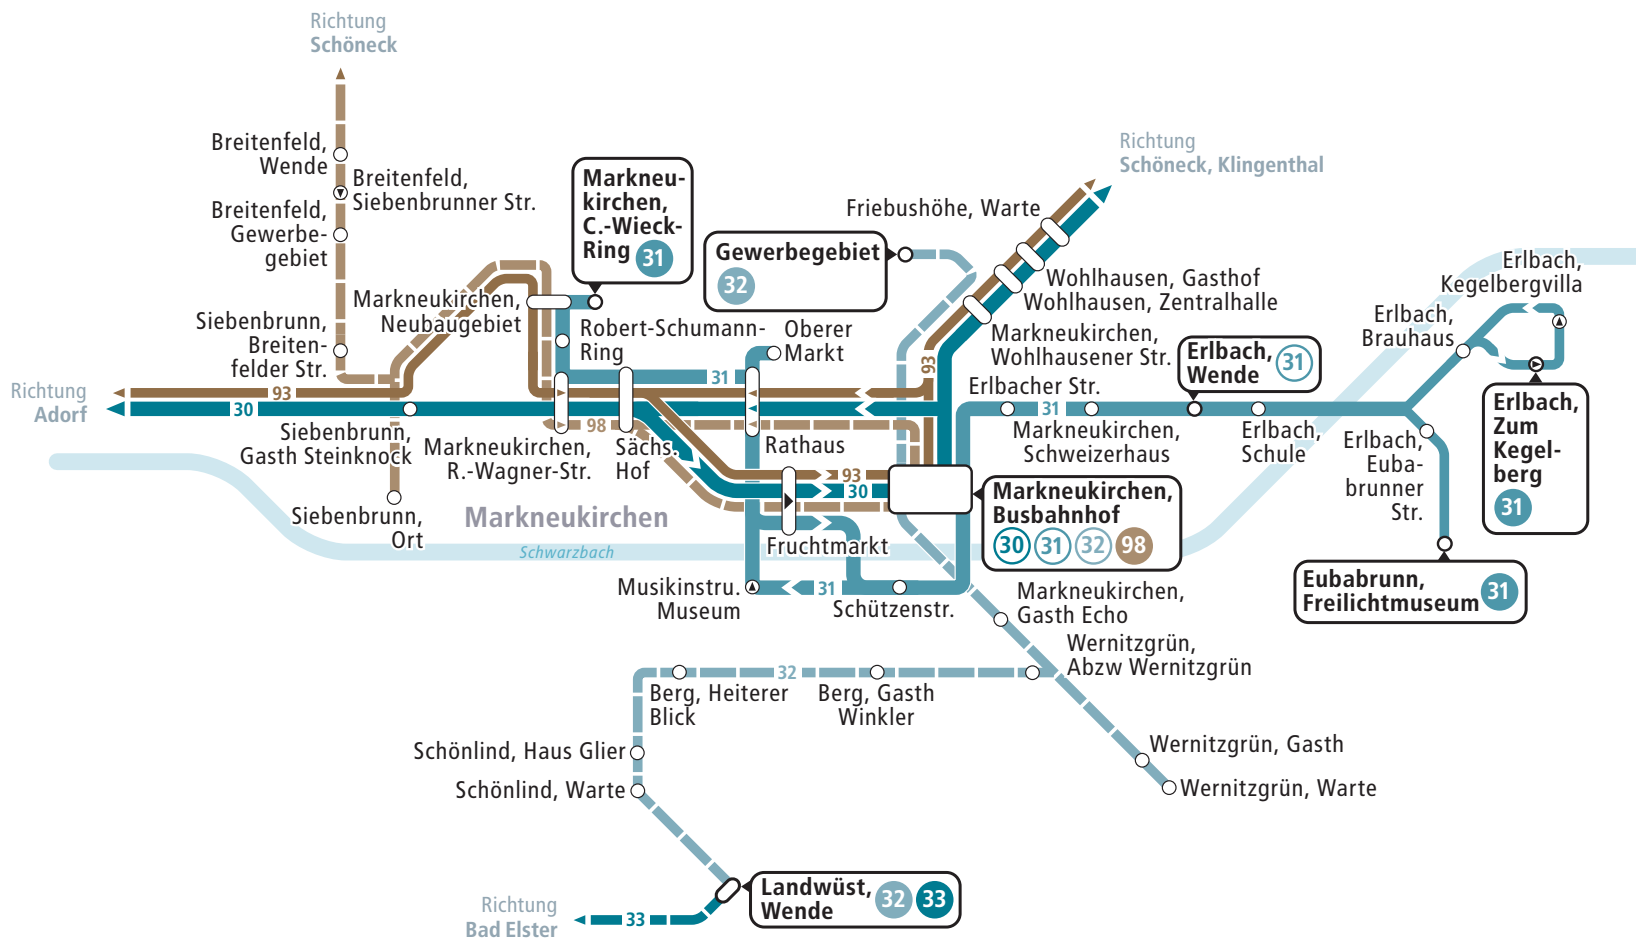 Richtung
Schöneck
Breitenfeld,
Wende
Breitenfeld,
Siebenbrunner Str.
Breitenfeld,
Gewerbe-
gebiet
Siebenbrunn,
Breiten-
felder Str.
Richtung
Adorf
93
30
Siebenbrunn,
Gasth Steinknock
Siebenbrunn,
Ort
Markneukirchen,
Neubaugebiet
Markneu-
kirchen,
C.-Wieck-
Ring 31
Robert-Schumann-
Ring
Oberer
Markt
31
Markneukirchen,
R.-Wagner-Str.
98
Sächs.
Hof
Rathaus
93
30
Markneukirchen
Schwarzbach
Fruchtmarkt
Musikinstru.
Museum
31
Schützenstr.
Gewerbegebiet
32
Friebushöhe, Warte
Richtung
Schöneck, Klingenthal
Wohlhausen, Gasthof
Wohlhausen, Zentralhalle
Markneukirchen,
Wohlhausener Str.
93
Erlbacher Str.
31
Markneukirchen,
Schweizerhaus
Erlbach,
Wende
31
Erlbach,
Schule
Erlbach,
Brauhaus
Erlbach,
Kegelbergvilla
Erlbach,
Zum
Kegel-
berg
31
Erlbach,
Euba-
brunner
Str.
Eubabrunn,
Freilichtmuseum 31
Markneukirchen,
Busbahnhof
30 31 32 98
Markneukirchen,
Gasth Echo
Wernitzgrün,
Abzw Wernitzgrün
Wernitzgrün, Gasth
Wernitzgrün, Warte
32
Berg, Heiterer
Blick
Berg, Gasth
Winkler
Schönlind, Haus Glier
Schönlind, Warte
Landwüst,
Wende
32 33
Richtung
Bad Elster
33